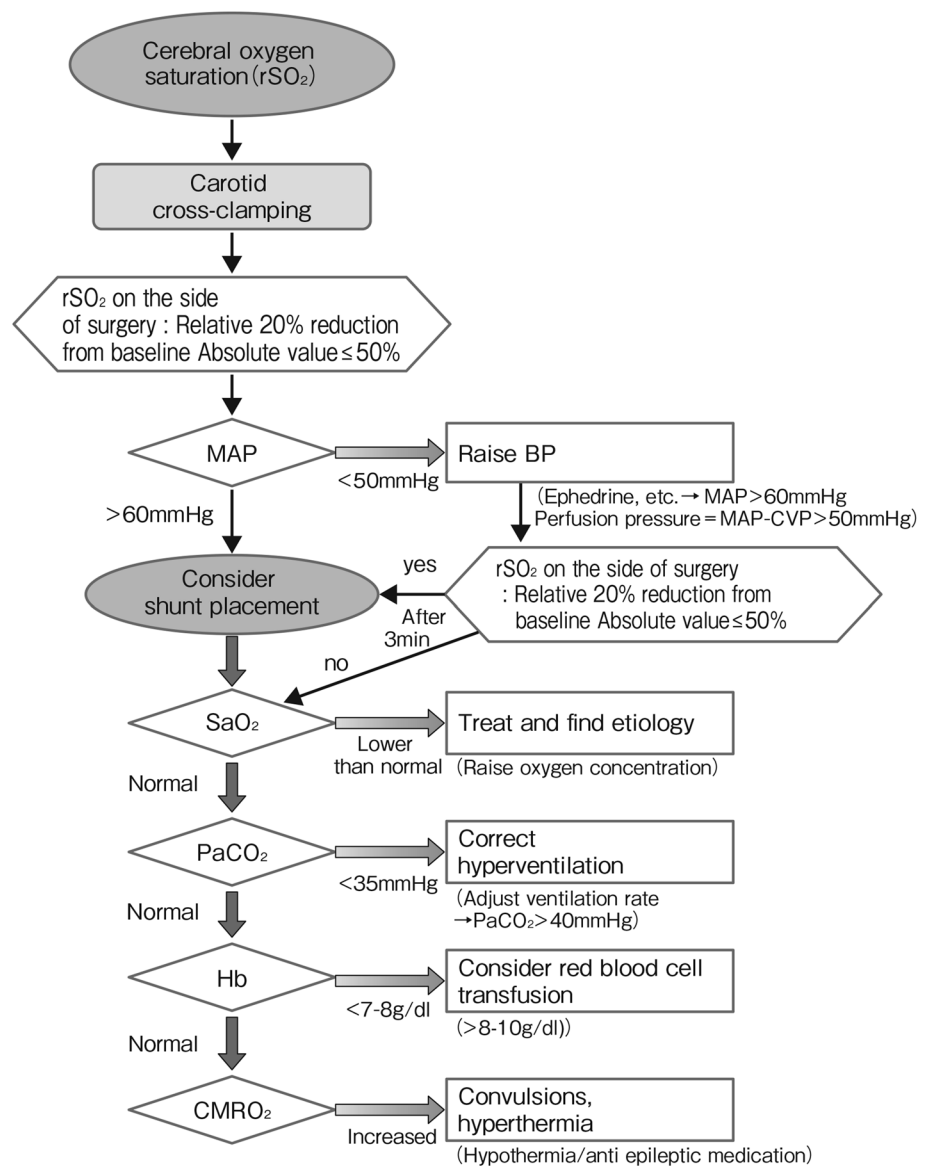 Cerebral oxygen
saturation(rSO₂)
Carotid
cross-clamping
rSO₂ on the side
of surgery : Relative 20% reduction
from baseline Absolute value≤50%
MAP
<50mmHg
Raise BP
(Ephedrine, etc.→ MAP>60mmHg
Perfusion pressure=MAP-CVP>50mmHg)
>60mmHg
Consider
shunt placement
yes
After
3min
no
rSO₂ on the side of surgery
: Relative 20% reduction from
baseline Absolute value≤50%
SaO₂
Lower
than normal
Treat and find etiology
(Raise oxygen concentration)
Normal
PaCO₂
<35mmHg
Correct
hyperventilation
(Adjust ventilation rate
→PaCO₂>40mmHg)
Normal
Hb
<7-8g/dl
Consider red blood cell
transfusion
(>8-10g/dl))
Normal
CMRO₂
Increased
Convulsions,
hyperthermia
(Hypothermia/anti epileptic medication)